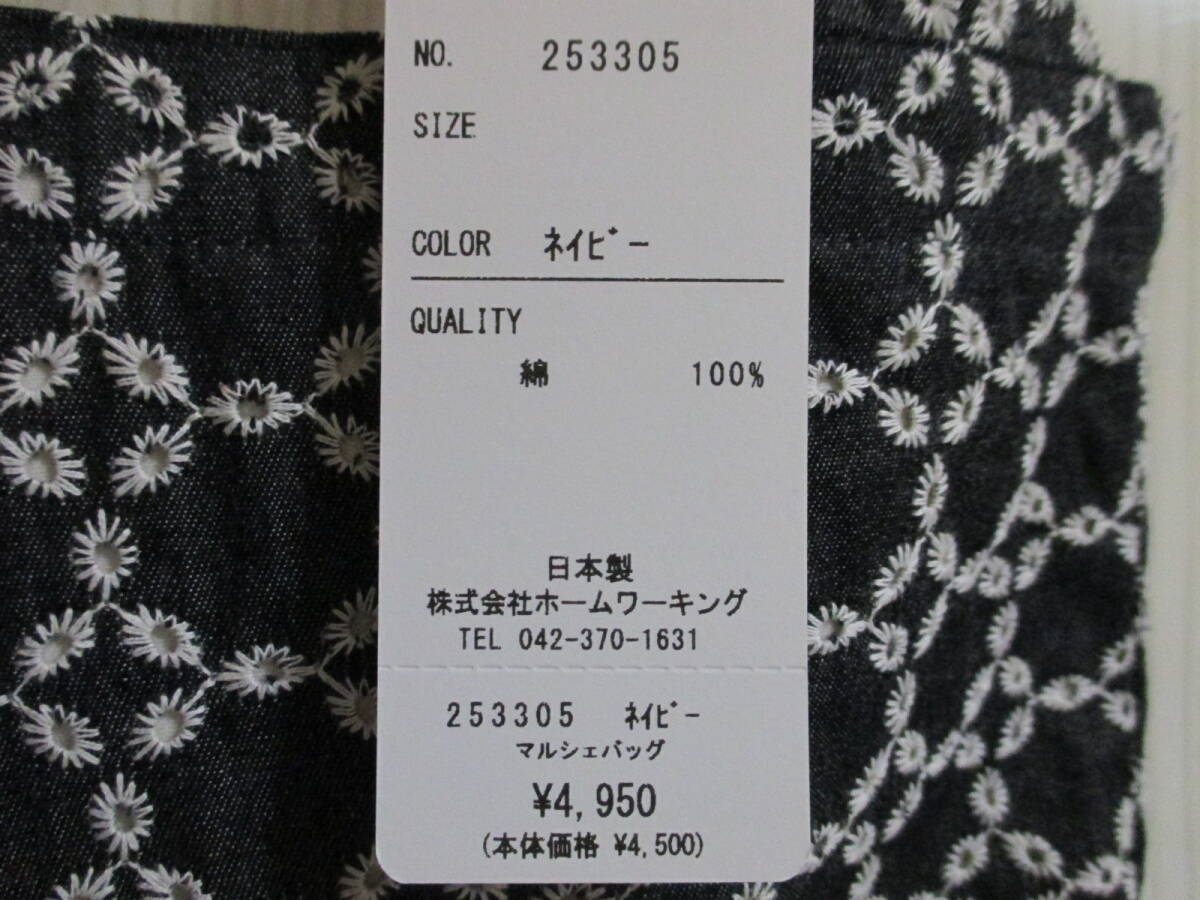 NO. 253305
SIZE
COLOR ネイビー
QUALITY
綿 100%
日本製
株式会社ホームワーキング
TEL 042-370-1631
253305 ネイビー
マルシェバッグ
¥4,950
(本体価格 ¥4,500)